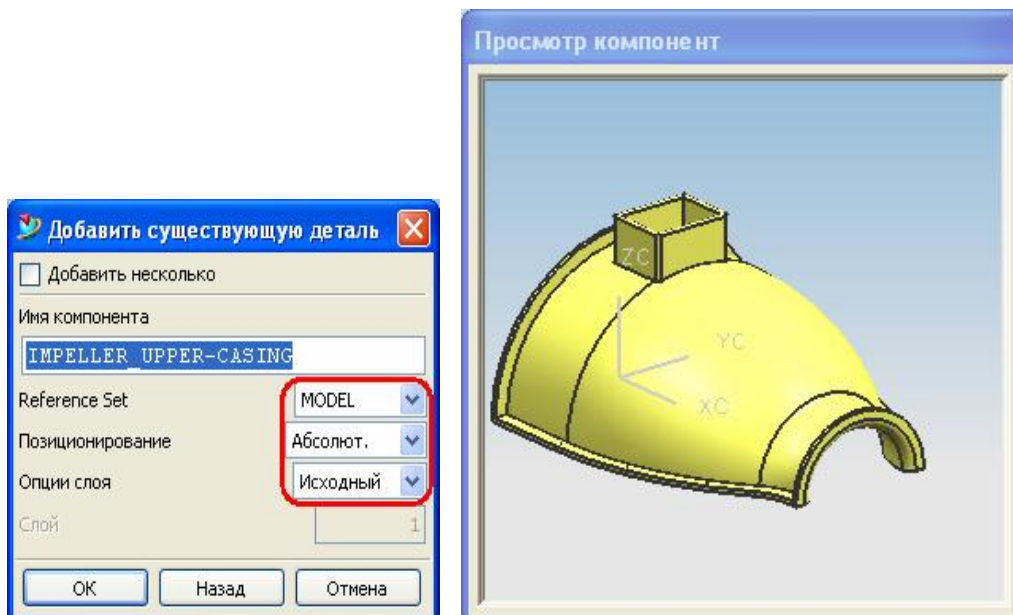 Добавить существующую деталь
Добавить несколько
Имя компонента
IMPELLER_UPPER-CASING
Reference Set MODEL
Позиционирование Абсолют.
Опции слоя Исходный
Слой 1
ОК Назад Отмена
Просмотр компонент
ZC
YC
XC